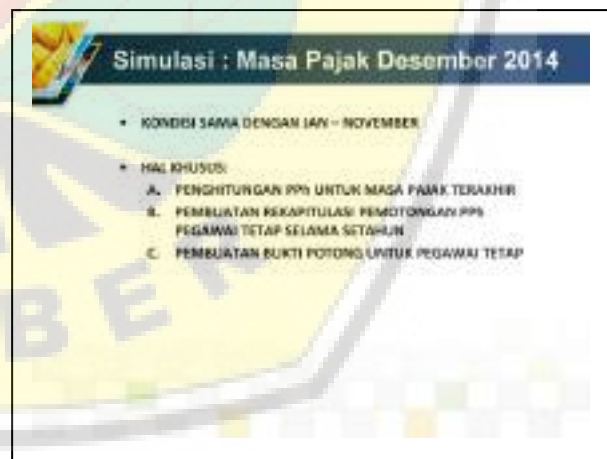 Simulasi : Masa Pajak Desember 2014
• KONDISI SAMA DENGAN JAN – NOVEMBER
• HAL KHUSUS:
A. PENGHITUNGAN PPh UNTUK MASA PAJAK TERAKHIR
B. PEMBUATAN REKAPITULASI PEMOTONGAN PPh
PEGAWAI TETAP SELAMA SETAHUN
C. PEMBUATAN BUKTI POTONG UNTUK PEGAWAI TETAP
BER